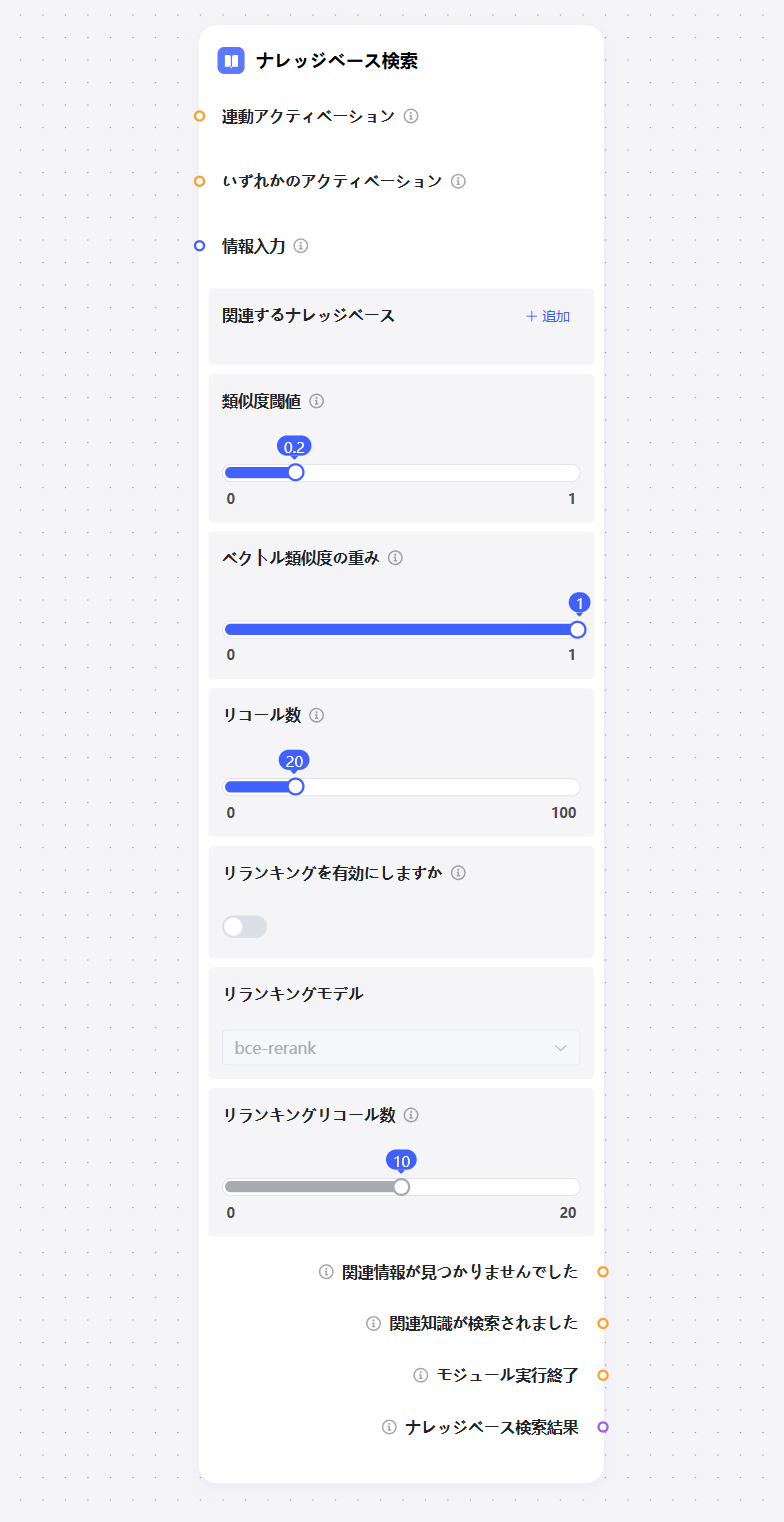 ナレッジベース検索
連動アクティベーション
いずれかのアクティベーション
情報入力
関連するナレッジベース
+ 追加
類似度閾値
0.2
0 1
ベクトル類似度の重み
1
0 1
リコール数
20
0 100
リランキングを有効にしますか
リランキングモデル
bce-rerank
リランキングリコール数
10
0 20
関連情報が見つかりませんでした
関連知識が検索されました
モジュール実行終了
ナレッジベース検索結果